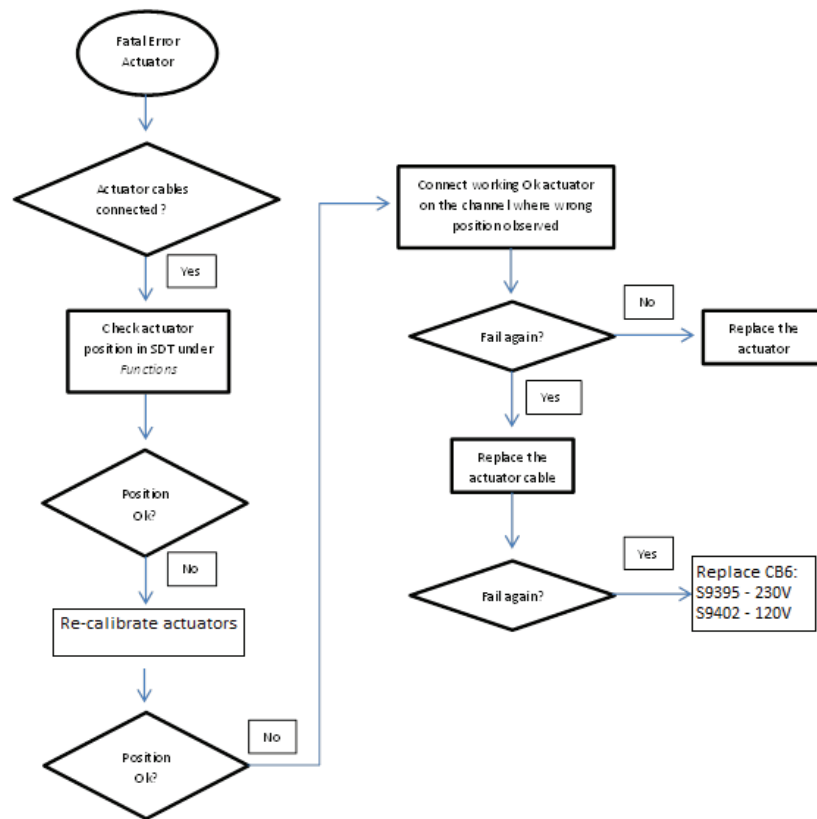 Fatal Error
Actuator
Actuator cables
connected ?
Yes
Check actuator
position in SDT under
Functions
Position
Ok?
No
Re-calibrate actuators
Position
Ok?
No
Connect working Ok actuator
on the channel where wrong
position observed
Fail again?
No
Replace the
actuator
Yes
Replace the
actuator cable
Fail again?
Yes
Replace CB6:
S9395 - 230V
S9402 - 120V